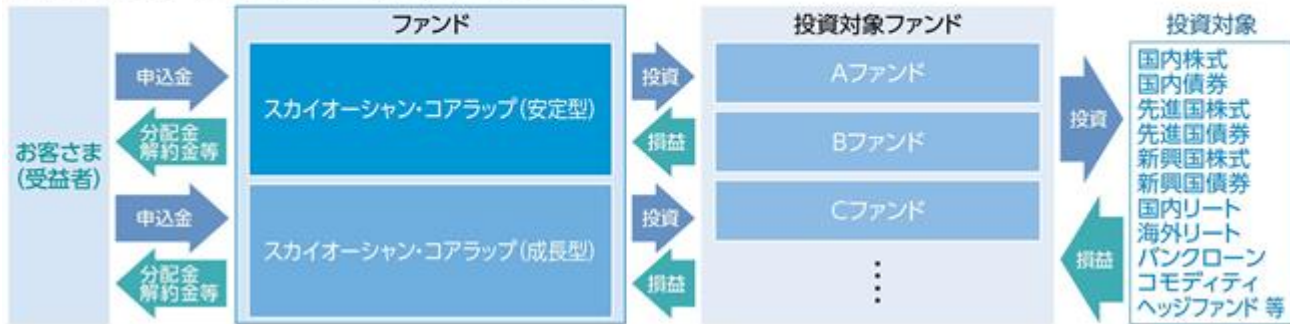 お客さま
(受益者)
申込金
分配金
解約金等
申込金
分配金
解約金等
ファンド
スカイオーシャン・コアラップ(安定型)
スカイオーシャン・コアラップ(成長型)
投資
損益
投資
損益
投資対象ファンド
Aファンド
Bファンド
Cファンド
投資
損益
投資対象
国内株式
国内債券
先進国株式
先進国債券
新興国株式
新興国債券
国内リート
海外リート
バンクローン
コモディティ
ヘッジファンド 等